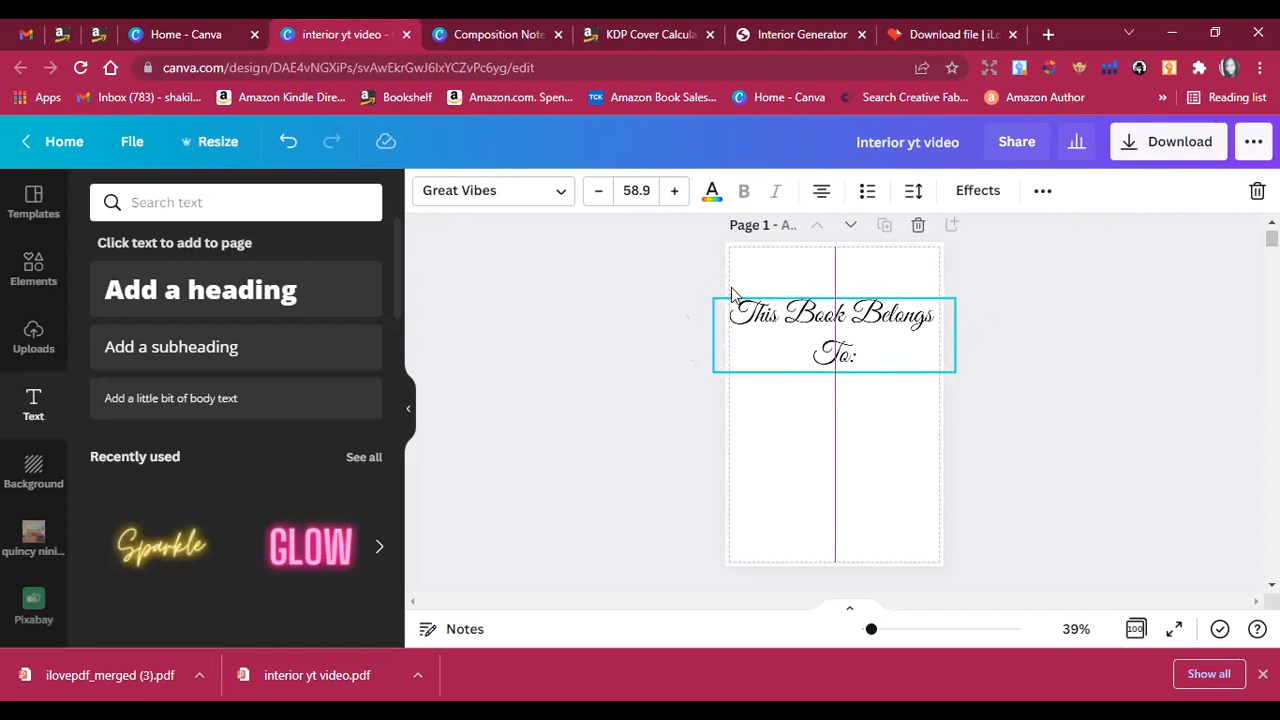 Home - Canva
interior yt video -
Composition Note
KDP Cover Calcula
Interior Generator
Download file | iLo
canva.com/design/DAE4vNGXiPs/svAwEkrGwJ6lxYCZvPc6yg/edit
Apps
Inbox (783) - shakil...
Amazon Kindle Dire...
Bookshelf
Amazon.com. Spen...
TCK
Amazon Book Sales...
Home - Canva
Search Creative Fab...
Amazon Author
Reading list
Home
File
Resize
interior yt video
Share
Download
Templates
Elements
Uploads
Text
Background
quincy nini...
Pixabay
Search text
Click text to add to page
Add a heading
Add a subheading
Add a little bit of body text
Recently used
See all
Sparkle
GLOW
Great Vibes
58.9
A
B
I
Effects
Page 1 - A..
This Book Belongs
To:
Notes
39%
100
ilovepdf_merged (3).pdf
interior yt video.pdf
Show all